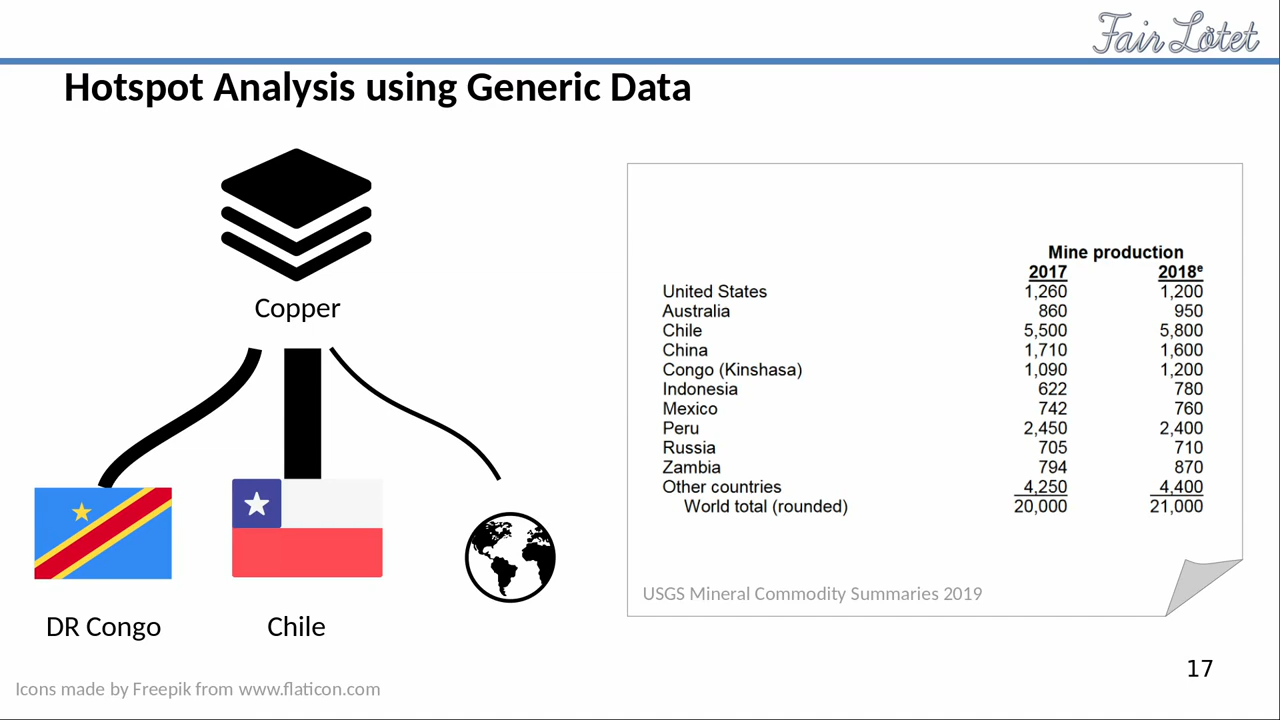 Fair Lötet
Hotspot Analysis using Generic Data
Copper
DR Congo
Chile
Mine production
2017 2018ᵉ
United States 1,260 1,200
Australia 860 950
Chile 5,500 5,800
China 1,710 1,600
Congo (Kinshasa) 1,090 1,200
Indonesia 622 780
Mexico 742 760
Peru 2,450 2,400
Russia 705 710
Zambia 794 870
Other countries 4,250 4,400
World total (rounded) 20,000 21,000
USGS Mineral Commodity Summaries 2019
17
Icons made by Freepik from www.flaticon.com